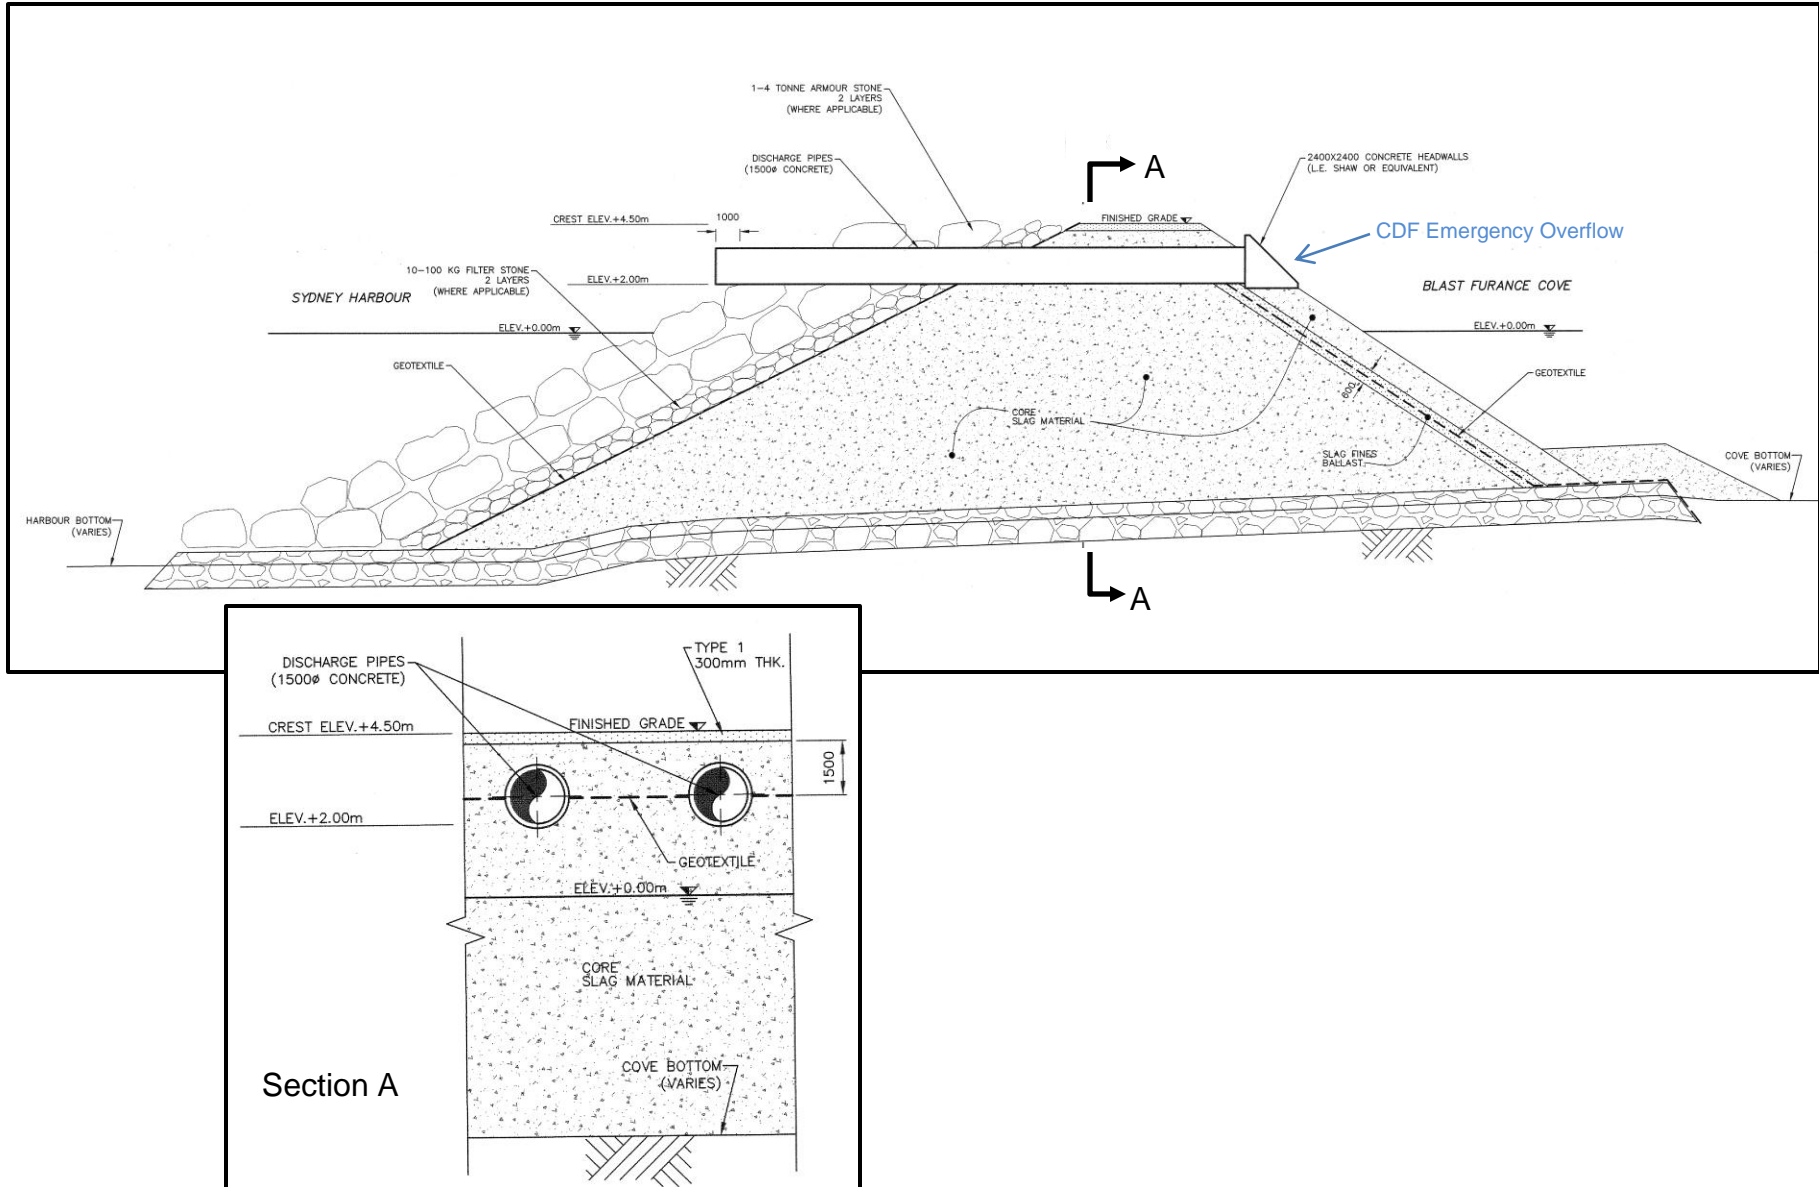 1-4 TONNE ARMOUR STONE
2 LAYERS
(WHERE APPLICABLE)
DISCHARGE PIPES
(1500ø CONCRETE)
A
2400X2400 CONCRETE HEADWALLS
(L.E. SHAW OR EQUIVALENT)
CREST ELEV.+4.50m
1000
FINISHED GRADE
CDF Emergency Overflow
10-100 KG FILTER STONE
2 LAYERS
(WHERE APPLICABLE)
ELEV.+2.00m
SYDNEY HARBOUR
BLAST FURANCE COVE
ELEV.+0.00m
ELEV.+0.00m
GEOTEXTILE
GEOTEXTILE
600
CORE
SLAG MATERIAL
SLAG FINES
BALLAST
COVE BOTTOM
(VARIES)
HARBOUR BOTTOM
(VARIES)
A
DISCHARGE PIPES
(1500ø CONCRETE)
TYPE 1
300mm THK.
CREST ELEV.+4.50m
FINISHED GRADE
1500
ELEV.+2.00m
GEOTEXTILE
ELEV.+0.00m
CORE
SLAG MATERIAL
COVE BOTTOM
(VARIES)
Section A